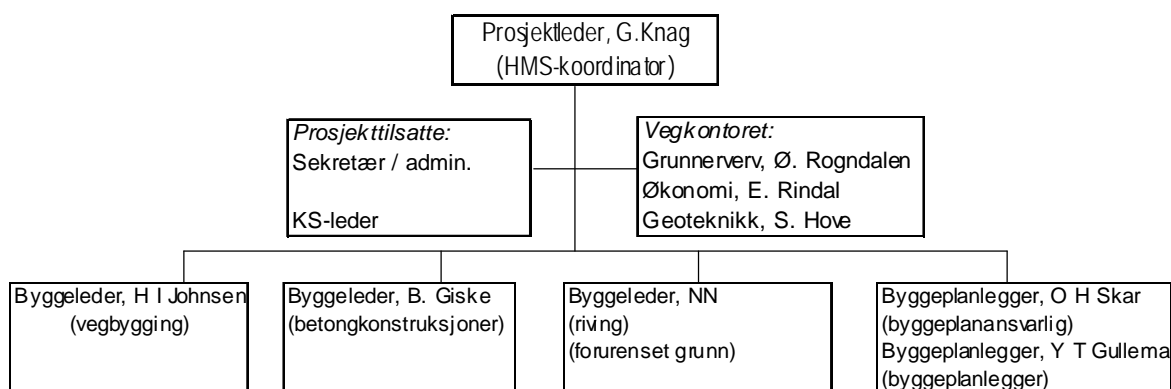 Prosjektleder, G.Knag
(HMS-koordinator)
Prosjekttilsatte:
Sekretær / admin.
KS-leder
Vegkontoret:
Grunnerverv, Ø. Rogndalen
Økonomi, E. Rindal
Geoteknikk, S. Hove
Byggeleder, H I Johnsen
(vegbygging)
Byggeleder, B. Giske
(betongkonstruksjoner)
Byggeleder, NN
(riving)
(forurenset grunn)
Byggeplanlegger, O H Skar
(byggeplanansvarlig)
Byggeplanlegger, Y T Gullema
(byggeplanlegger)